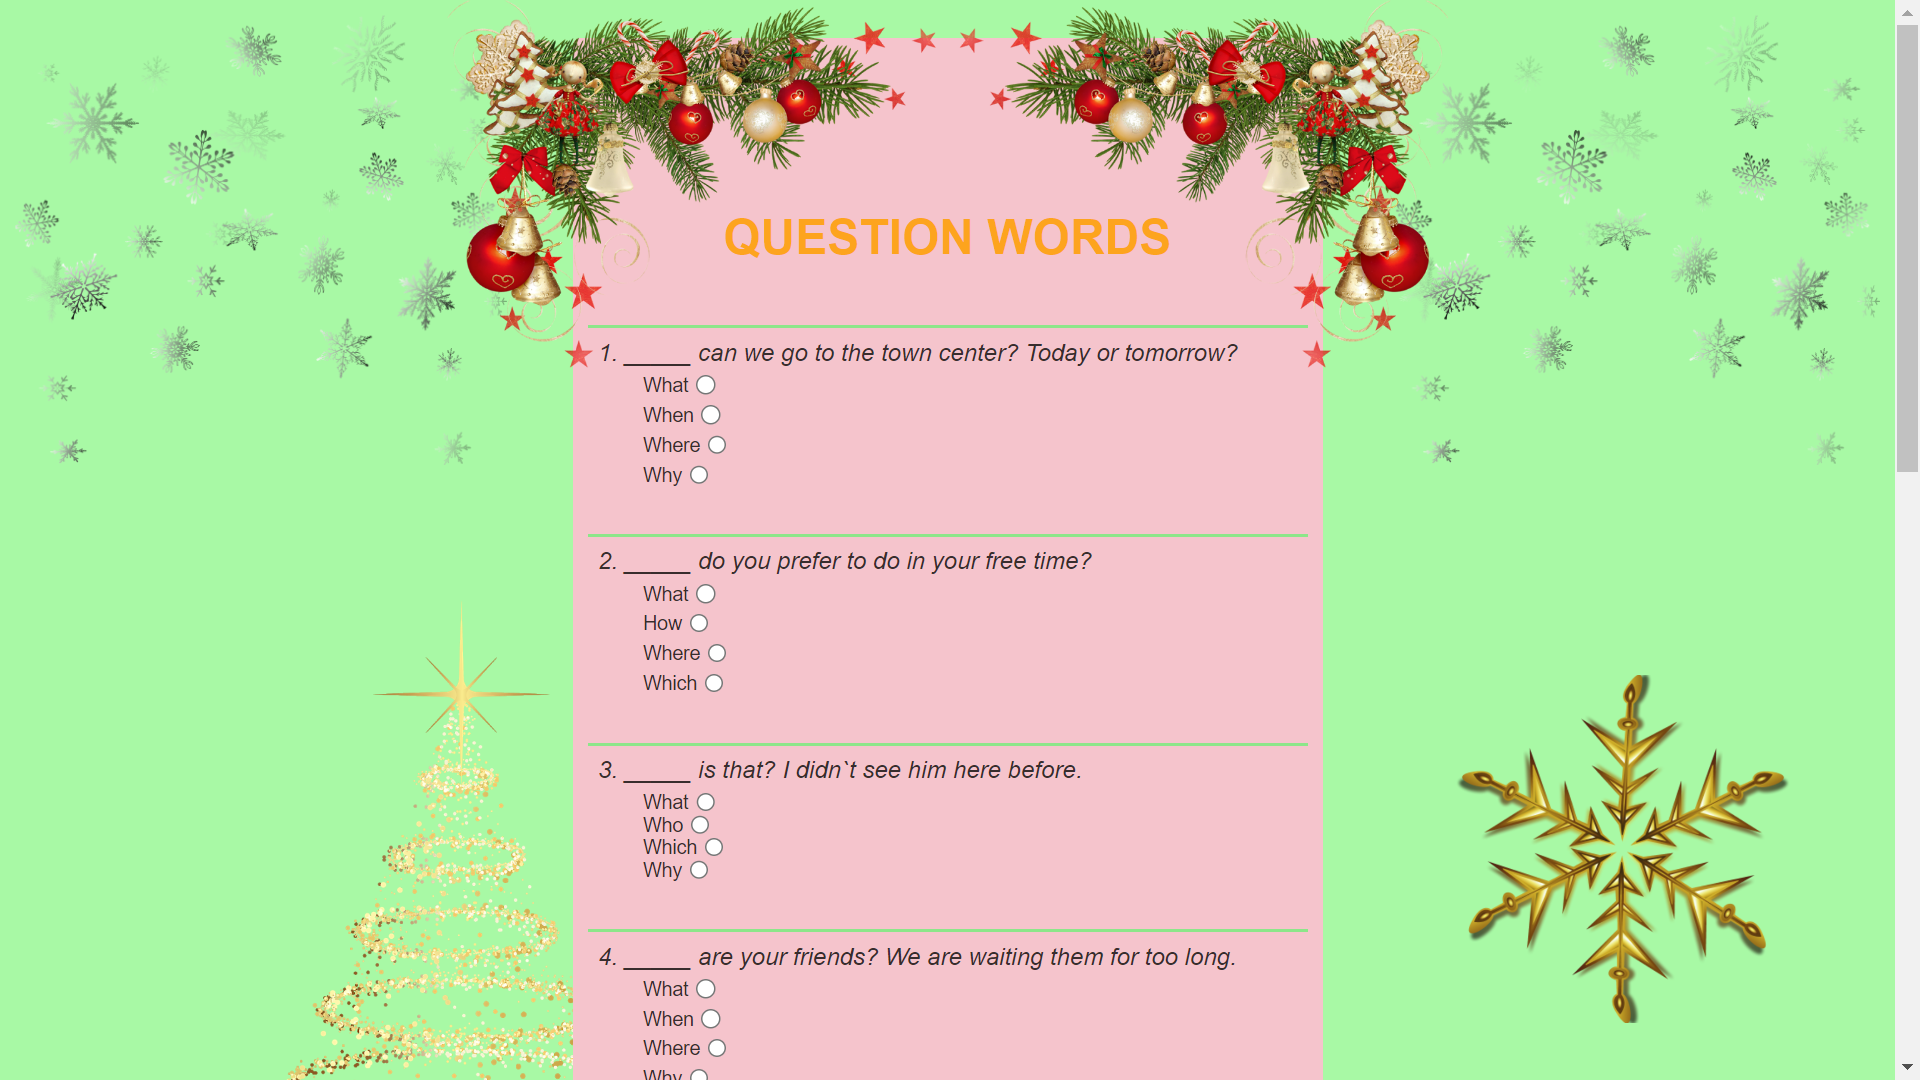 QUESTION WORDS
1. _____ can we go to the town center? Today or tomorrow?
What
When
Where
Why
2. _____ do you prefer to do in your free time?
What
How
Where
Which
3. _____ is that? I didn`t see him here before.
What
Who
Which
Why
4. _____ are your friends? We are waiting them for too long.
What
When
Where
Why